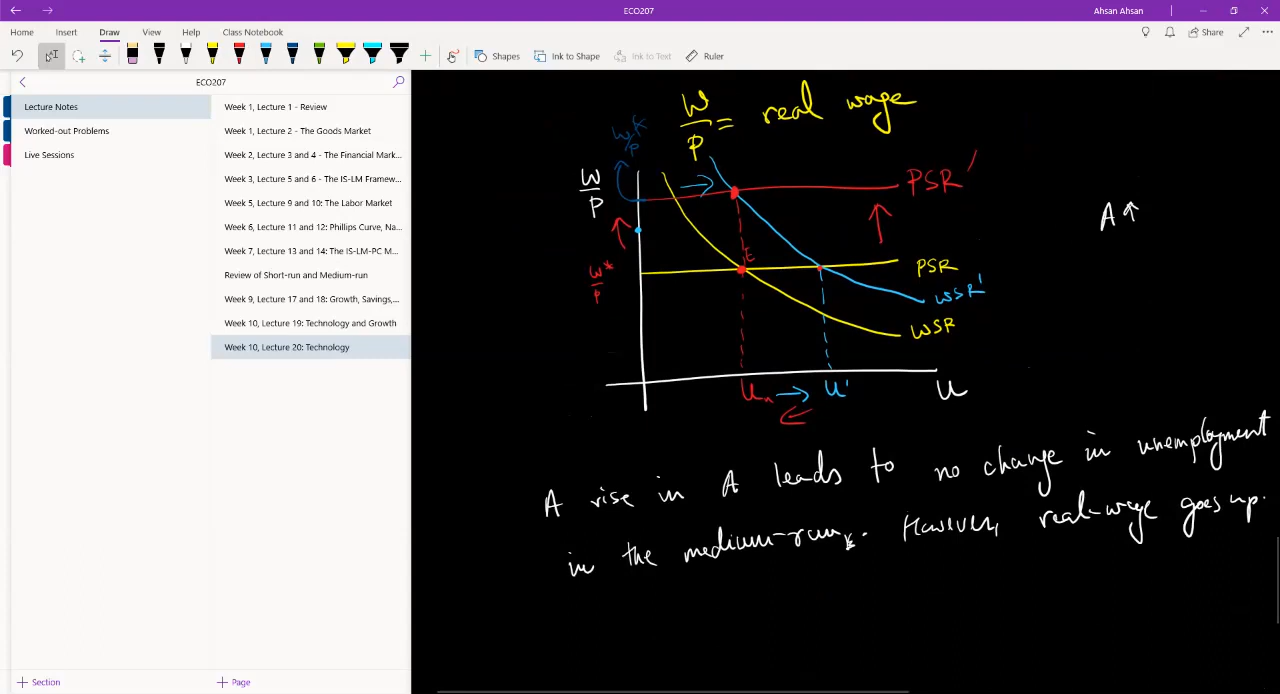 ECO207
Ahsan Ahsan
Home Insert Draw View Help Class Notebook
Share
Shapes Ink to Shape Ink to Text Ruler
ECO207
Lecture Notes
Worked-out Problems
Live Sessions
Week 1, Lecture 1 - Review
Week 1, Lecture 2 - The Goods Market
Week 2, Lecture 3 and 4 - The Financial Mark...
Week 3, Lecture 5 and 6 - The IS-LM Framew...
Week 5, Lecture 9 and 10: The Labor Market
Week 6, Lecture 11 and 12: Phillips Curve, Na...
Week 7, Lecture 13 and 14: The IS-LM-PC M...
Review of Short-run and Medium-run
Week 9, Lecture 17 and 18: Growth, Savings,...
Week 10, Lecture 19: Technology and Growth
Week 10, Lecture 20: Technology
Section
Page
W/P = real wage
W*/P
W/P
PSR'
A↑
E
W*/P
PSR
WSR'
WSR
Un → U'
U
A rise in A leads to no change in unemployment
in the medium-run. However, real-wage goes up.